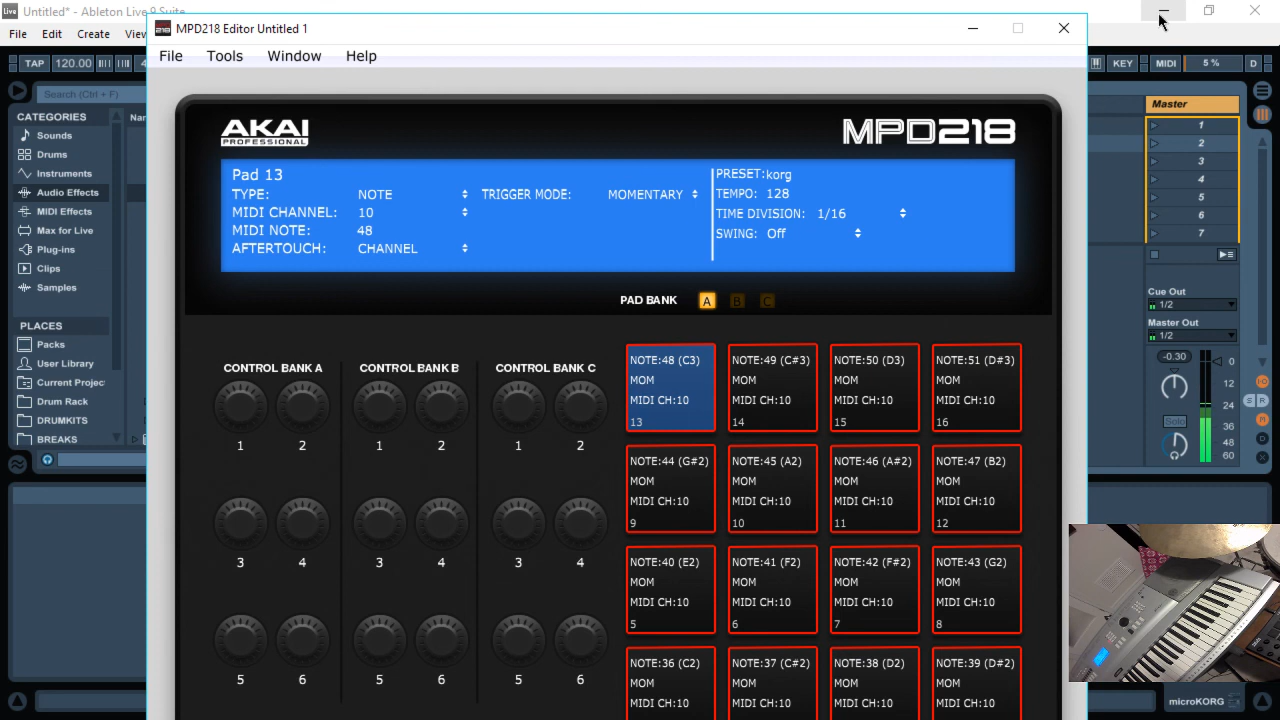 Live Untitled* - Ableton Live 9 Suite
File Edit Create View
TAP 120.00
KEY MIDI 5 % D
Search (Ctrl + F)
CATEGORIES
Sounds
Drums
Instruments
Audio Effects
MIDI Effects
Max for Live
Plug-ins
Clips
Samples
PLACES
Packs
User Library
Current Projec
Drum Rack
DRUMKITS
BREAKS
MPD218 Editor Untitled 1
File Tools Window Help
AKAI
PROFESSIONAL
MPD218
Pad 13
TYPE: NOTE TRIGGER MODE: MOMENTARY
MIDI CHANNEL: 10
MIDI NOTE: 48
AFTERTOUCH: CHANNEL
PRESET:korg
TEMPO: 128
TIME DIVISION: 1/16
SWING: Off
PAD BANK A B C
CONTROL BANK A CONTROL BANK B CONTROL BANK C
1 2 1 2 1 2
3 4 3 4 3 4
5 6 5 6 5 6
NOTE:48 (C3) NOTE:49 (C#3) NOTE:50 (D3) NOTE:51 (D#3)
MOM MOM MOM MOM
MIDI CH:10 MIDI CH:10 MIDI CH:10 MIDI CH:10
13 14 15 16
NOTE:44 (G#2) NOTE:45 (A2) NOTE:46 (A#2) NOTE:47 (B2)
MOM MOM MOM MOM
MIDI CH:10 MIDI CH:10 MIDI CH:10 MIDI CH:10
9 10 11 12
NOTE:40 (E2) NOTE:41 (F2) NOTE:42 (F#2) NOTE:43 (G2)
MOM MOM MOM MOM
MIDI CH:10 MIDI CH:10 MIDI CH:10 MIDI CH:10
5 6 7 8
NOTE:36 (C2) NOTE:37 (C#2) NOTE:38 (D2) NOTE:39 (D#2)
MOM MOM MOM MOM
MIDI CH:10 MIDI CH:10 MIDI CH:10 MIDI CH:10
Master
1
2
3
4
5
6
7
Cue Out
1/2
Master Out
1/2
-0.30 0
12
24
Solo 36
48
60
S R
microKORG